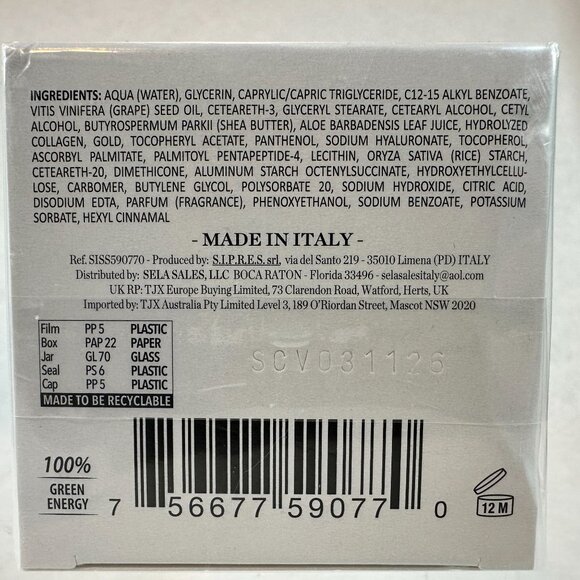 INGREDIENTS: AQUA (WATER), GLYCERIN, CAPRYLIC/CAPRIC TRIGLYCERIDE, C12-15 ALKYL BENZOATE,
VITIS VINIFERA (GRAPE) SEED OIL, CETEARETH-3, GLYCERYL STEARATE, CETEARYL ALCOHOL, CETYL
ALCOHOL, BUTYROSPERMUM PARKII (SHEA BUTTER), ALOE BARBADENSIS LEAF JUICE, HYDROLYZED
COLLAGEN, GOLD, TOCOPHERYL ACETATE, PANTHENOL, SODIUM HYALURONATE, TOCOPHEROL,
ASCORBYL PALMITATE, PALMITOYL PENTAPEPTIDE-4, LECITHIN, ORYZA SATIVA (RICE) STARCH,
CETEARETH-20, DIMETHICONE, ALUMINUM STARCH OCTENYLSUCCINATE, HYDROXYETHYLCELLU-
LOSE, CARBOMER, BUTYLENE GLYCOL, POLYSORBATE 20, SODIUM HYDROXIDE, CITRIC ACID,
DISODIUM EDTA, PARFUM (FRAGRANCE), PHENOXYETHANOL, SODIUM BENZOATE, POTASSIUM
SORBATE, HEXYL CINNAMAL
- MADE IN ITALY -
Ref. SISS590770 - Produced by: S.I.P.RE.S. srl, via del Santo 219 - 35010 Limena (PD) ITALY
Distributed by: SELA SALES, LLC BOCA RATON - Florida 33496 - selasalesitaly@aol.com
UK RP: TJX Europe Buying Limited, 73 Clarendon Road, Watford, Herts, UK
Imported by: TJX Australia Pty Limited Level 3, 189 O'Riordan Street, Mascot NSW 2020
Film PP 5 PLASTIC
Box PAP 22 PAPER
Jar GL 70 GLASS
Seal PS 6 PLASTIC
Cap PP 5 PLASTIC
MADE TO BE RECYCLABLE
SCV031126
100%
GREEN
ENERGY
7 56677 59077 0
12 M